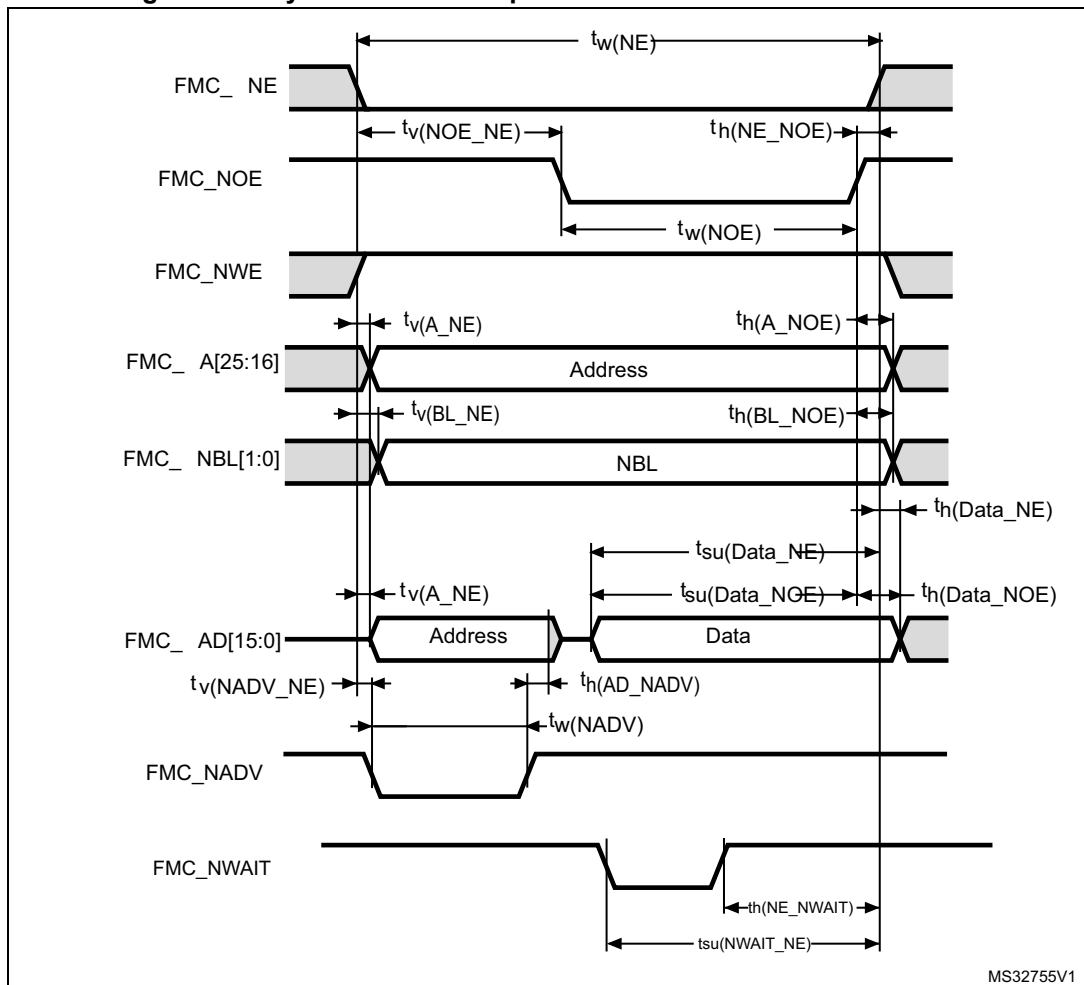 tw(NE)
FMC_ NE
tv(NOE_NE)
th(NE_NOE)
FMC_NOE
tw(NOE)
FMC_NWE
tv(A_NE)
th(A_NOE)
FMC_ A[25:16]
Address
tv(BL_NE)
th(BL_NOE)
FMC_ NBL[1:0]
NBL
th(Data_NE)
tsu(Data_NE)
tv(A_NE)
tsu(Data_NOE)
th(Data_NOE)
FMC_ AD[15:0]
Address
Data
tv(NADV_NE)
th(AD_NADV)
tw(NADV)
FMC_NADV
FMC_NWAIT
th(NE_NWAIT)
tsu(NWAIT_NE)
MS32755V1